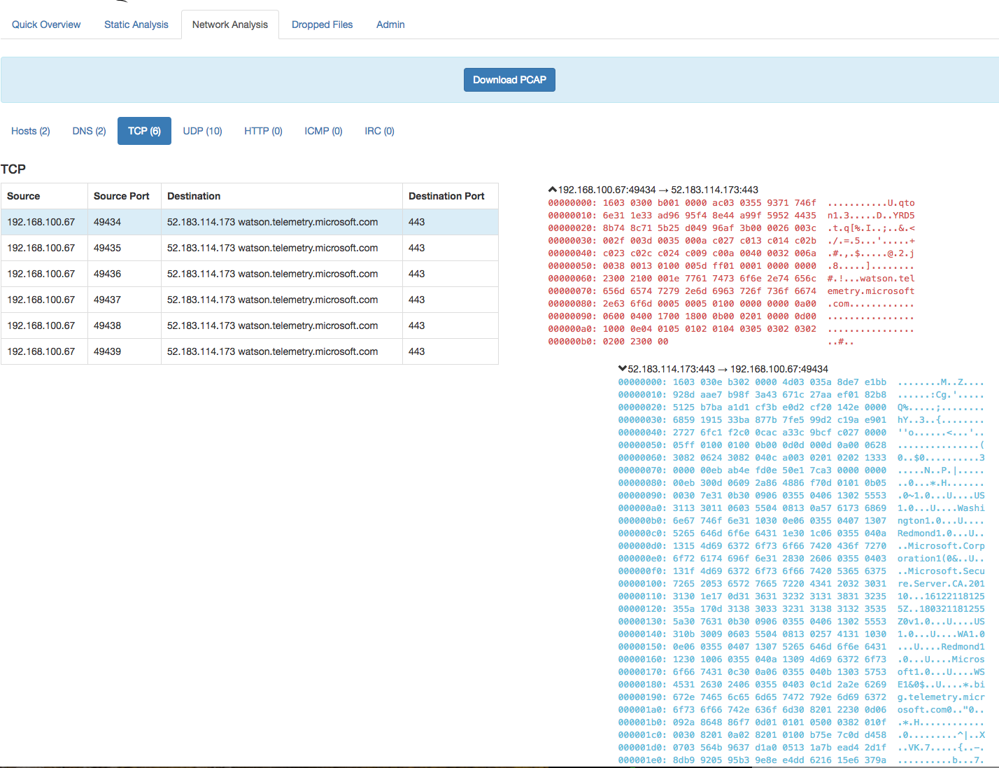 Quick Overview Static Analysis Network Analysis Dropped Files Admin
Download PCAP
Hosts (2) DNS (2) TCP (6) UDP (10) HTTP (0) ICMP (0) IRC (0)
TCP
Source Source Port Destination Destination Port
192.168.100.67 49434 52.183.114.173 watson.telemetry.microsoft.com 443
192.168.100.67 49435 52.183.114.173 watson.telemetry.microsoft.com 443
192.168.100.67 49436 52.183.114.173 watson.telemetry.microsoft.com 443
192.168.100.67 49437 52.183.114.173 watson.telemetry.microsoft.com 443
192.168.100.67 49438 52.183.114.173 watson.telemetry.microsoft.com 443
192.168.100.67 49439 52.183.114.173 watson.telemetry.microsoft.com 443
192.168.100.67:49434 → 52.183.114.173:443
00000000: 1603 0300 b001 0000 ac03 0355 9371 746f ...........U.qto
00000010: 6e31 1e33 ad96 95f4 8e44 a99f 5952 4435 n1.3.....D..YRD5
00000020: 8b74 8c71 5b25 d049 96af 3b00 0026 003c .t.q[%.I..;..&.<
00000030: 002f 003d 0035 000a c027 c013 c014 c02b ./.=.5...'.....+
00000040: c023 c02c c024 c009 c00a 0040 0032 006a .#.,.$.....@.2.j
00000050: 0038 0013 0100 005d ff01 0001 0000 0000 .8.....]........
00000060: 2300 2100 001e 7761 7473 6f6e 2e74 656c #.!...watson.tel
00000070: 656d 6574 7279 2e6d 6963 726f 736f 6674 emetry.microsoft
00000080: 2e63 6f6d 0005 0005 0100 0000 0000 0a00 .com............
00000090: 0600 0400 1700 1800 0b00 0201 0000 0d00 ................
000000a0: 1000 0e04 0105 0102 0104 0305 0302 0302 ................
000000b0: 0200 2300 00 ..#..
52.183.114.173:443 → 192.168.100.67:49434
00000000: 1603 030e b302 0000 4d03 035a 8de7 e1bb ........M..Z....
00000010: 928d aae7 b98f 3a43 671c 27aa ef01 82b8 ......:Cg.'.....
00000020: 5125 b7ba a1d1 cf3b e0d2 cf20 142e 0000 Q%.....;........
00000030: 6859 1915 33ba 877b 7fe5 99d2 c19a e901 hY..3..{........
00000040: 2727 6fc1 f2c0 0cac a33c 9bcf c027 0000 ''o......<...'..
00000050: 05ff 0100 0100 0b00 0d0d 000d 0a00 0628 ...............(
00000060: 3082 0624 3082 040c a003 0201 0202 1333 0..$0..........3
00000070: 0000 00eb ab4e fd0e 50e1 7ca3 0000 0000 .....N..P.|.....
00000080: 00eb 300d 0609 2a86 4886 f70d 0101 0b05 ..0...*.H.......
00000090: 0030 7e31 0b30 0906 0355 0406 1302 5553 .0~1.0...U....US
000000a0: 3113 3011 0603 5504 0813 0a57 6173 6869 1.0...U....Washi
000000b0: 6e67 746f 6e31 1030 0e06 0355 0407 1307 ngton1.0...U....
000000c0: 5265 646d 6f6e 6431 1e30 1c06 0355 040a Redmond1.0...U..
000000d0: 1315 4d69 6372 6f73 6f66 7420 436f 7270 ..Microsoft.Corp
000000e0: 6f72 6174 696f 6e31 2830 2606 0355 0403 oration1(0&..U..
000000f0: 131f 4d69 6372 6f73 6f66 7420 5365 6375 ..Microsoft.Secu
00000100: 7265 2053 6572 7665 7220 4341 2032 3031 re.Server.CA.201
00000110: 3130 1e17 0d31 3631 3232 3131 3831 3235 10...16122118125
00000120: 355a 170d 3138 3033 3231 3138 3132 3535 5Z..180321181255
00000130: 5a30 7631 0b30 0906 0355 0406 1302 5553 Z0v1.0...U....US
00000140: 310b 3009 0603 5504 0813 0257 4131 1030 1.0...U....WA1.0
00000150: 0e06 0355 0407 1307 5265 646d 6f6e 6431 ...U....Redmond1
00000160: 1230 1006 0355 040a 1309 4d69 6372 6f73 .0...U....Micros
00000170: 6f66 7431 0c30 0a06 0355 040b 1303 5753 oft1.0...U....WS
00000180: 4531 2630 2406 0355 0403 0c1d 2a2e 6269 E1&0$..U....*.bi
00000190: 672e 7465 6c65 6d65 7472 792e 6d69 6372 g.telemetry.micr
000001a0: 6f73 6f66 742e 636f 6d30 8201 2230 0d06 osoft.com0.."0..
000001b0: 092a 8648 86f7 0d01 0101 0500 0382 010f .*.H............
000001c0: 0030 8201 0a02 8201 0100 b75e 7c0d d458 .0.........^|..X
000001d0: 0703 564b 9637 d1a0 0513 1a7b ead4 2d1f ..VK.7.....{..-.
000001e0: 8db9 9205 95b3 9e8e e4dd 6216 15e6 379a ..........b...7.